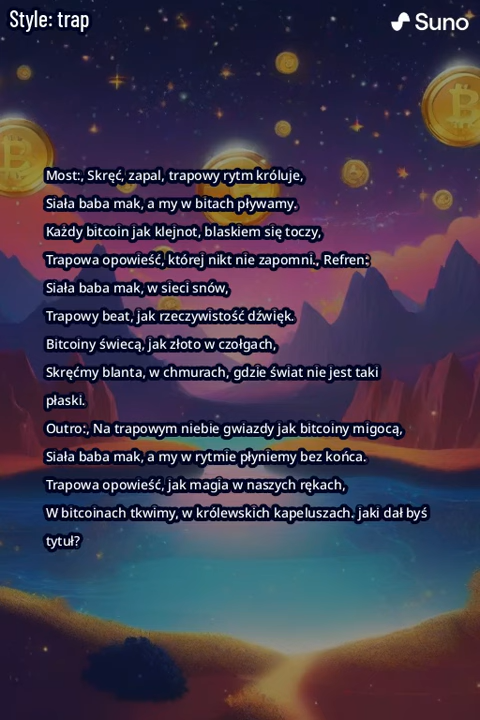 Style: trap
Suno
Most:, Skręć, zapal, trapowy rytm króluje,
Siała baba mak, a my w bitach pływamy.
Każdy bitcoin jak klejnot, blaskiem się toczy,
Trapowa opowieść, której nikt nie zapomni., Refren:
Siała baba mak, w sieci snów,
Trapowy beat, jak rzeczywistość dźwięk.
Bitcoiny świecą, jak złoto w czołgach,
Skręćmy blanta, w chmurach, gdzie świat nie jest taki
płaski.
Outro:, Na trapowym niebie gwiazdy jak bitcoiny migocą,
Siała baba mak, a my w rytmie płyniemy bez końca.
Trapowa opowieść, jak magia w naszych rękach,
W bitcoinach tkwimy, w królewskich kapeluszach. jaki dał byś
tytuł?